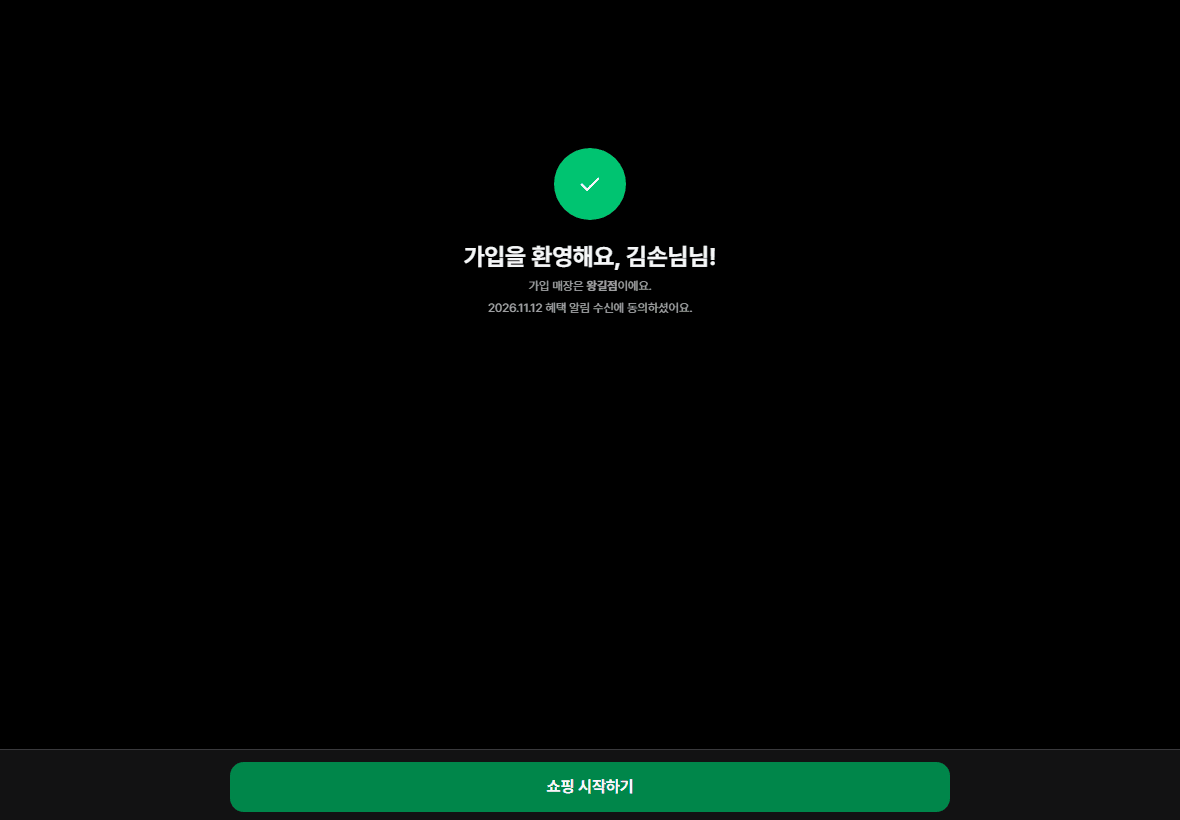 가입을 환영해요, 김손님님!
가입 매장은 왕길점이에요.
2026.11.12 혜택 알림 수신에 동의하셨어요.
쇼핑 시작하기